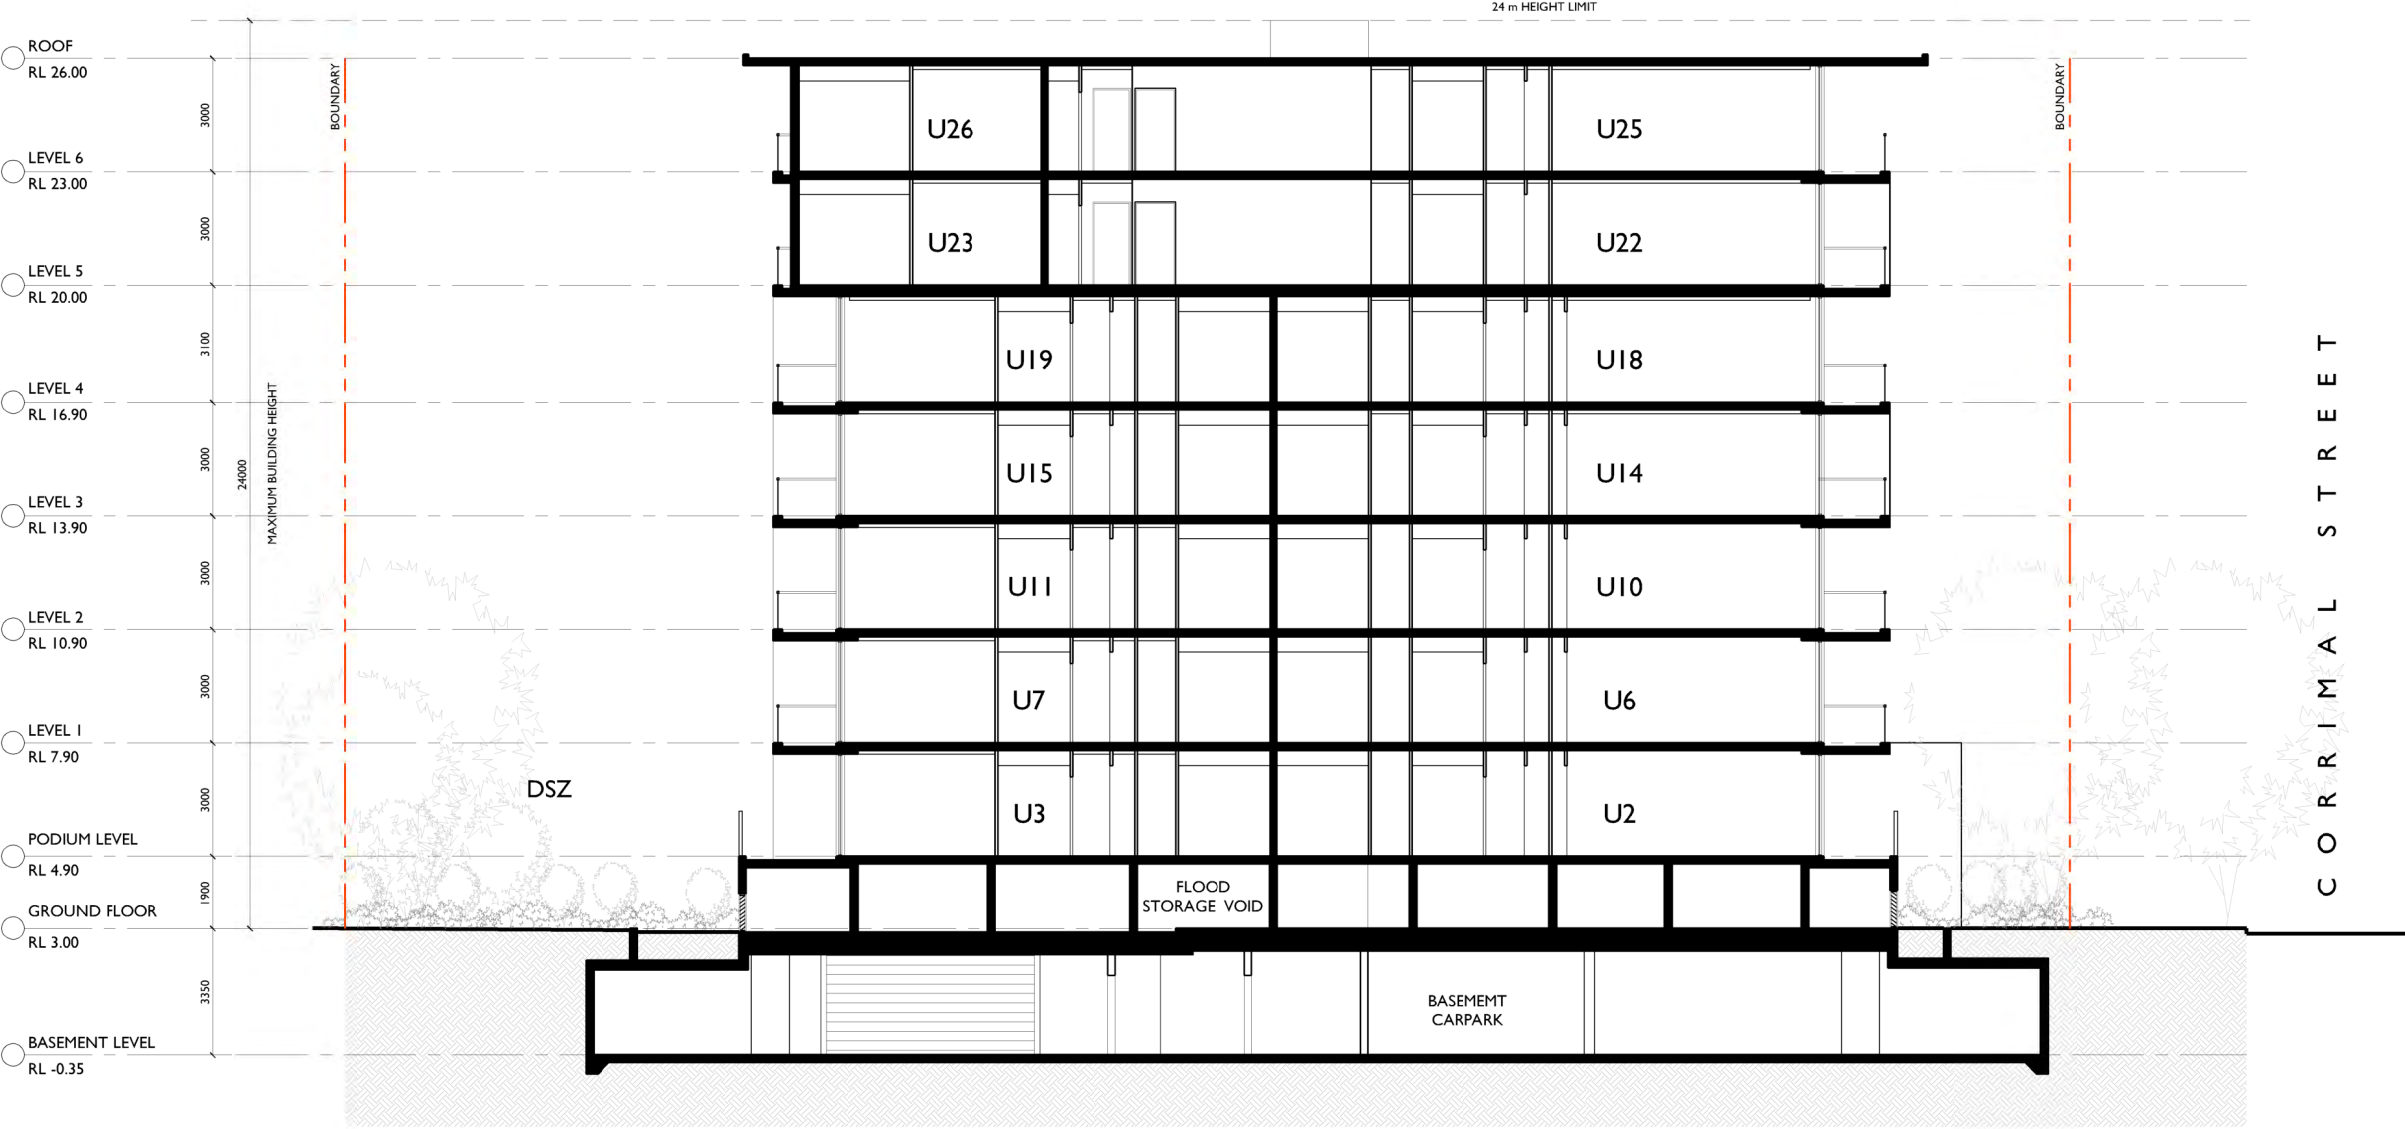 24 m HEIGHT LIMIT
ROOF
RL 26.00
BOUNDARY
BOUNDARY
3000
U26
U25
LEVEL 6
RL 23.00
3000
U23
U22
LEVEL 5
RL 20.00
3100
U19
U18
LEVEL 4
RL 16.90
24000
MAXIMUM BUILDING HEIGHT
3000
U15
U14
LEVEL 3
RL 13.90
3000
U11
U10
LEVEL 2
RL 10.90
3000
U7
U6
LEVEL 1
RL 7.90
3000
DSZ
U3
U2
CORRIMAL STREET
PODIUM LEVEL
RL 4.90
1900
FLOOD
STORAGE VOID
GROUND FLOOR
RL 3.00
3350
BASEMEMT
CARPARK
BASEMENT LEVEL
RL -0.35